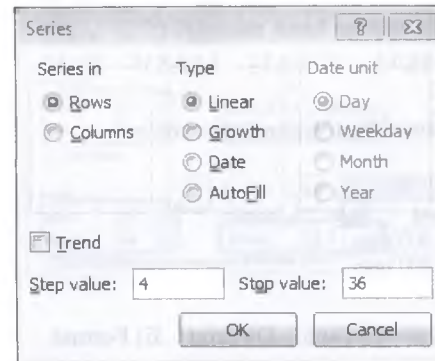 Series
Series in Type Date unit
Rows Linear Day
Columns Growth Weekday
Date Month
AutoFill Year
Trend
Step value: 4 Stop value: 36
OK Cancel